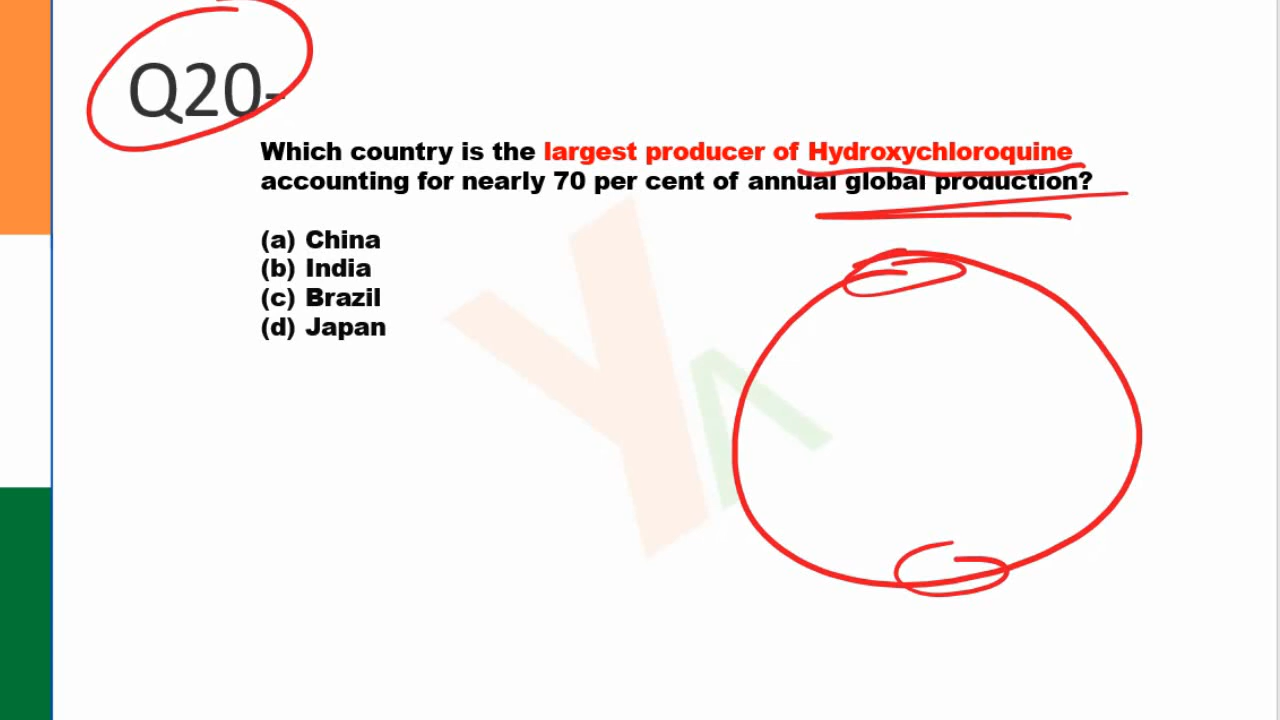 Q20-
Which country is the largest producer of Hydroxychloroquine
accounting for nearly 70 per cent of annual global production?
(a) China
(b) India
(c) Brazil
(d) Japan
YA